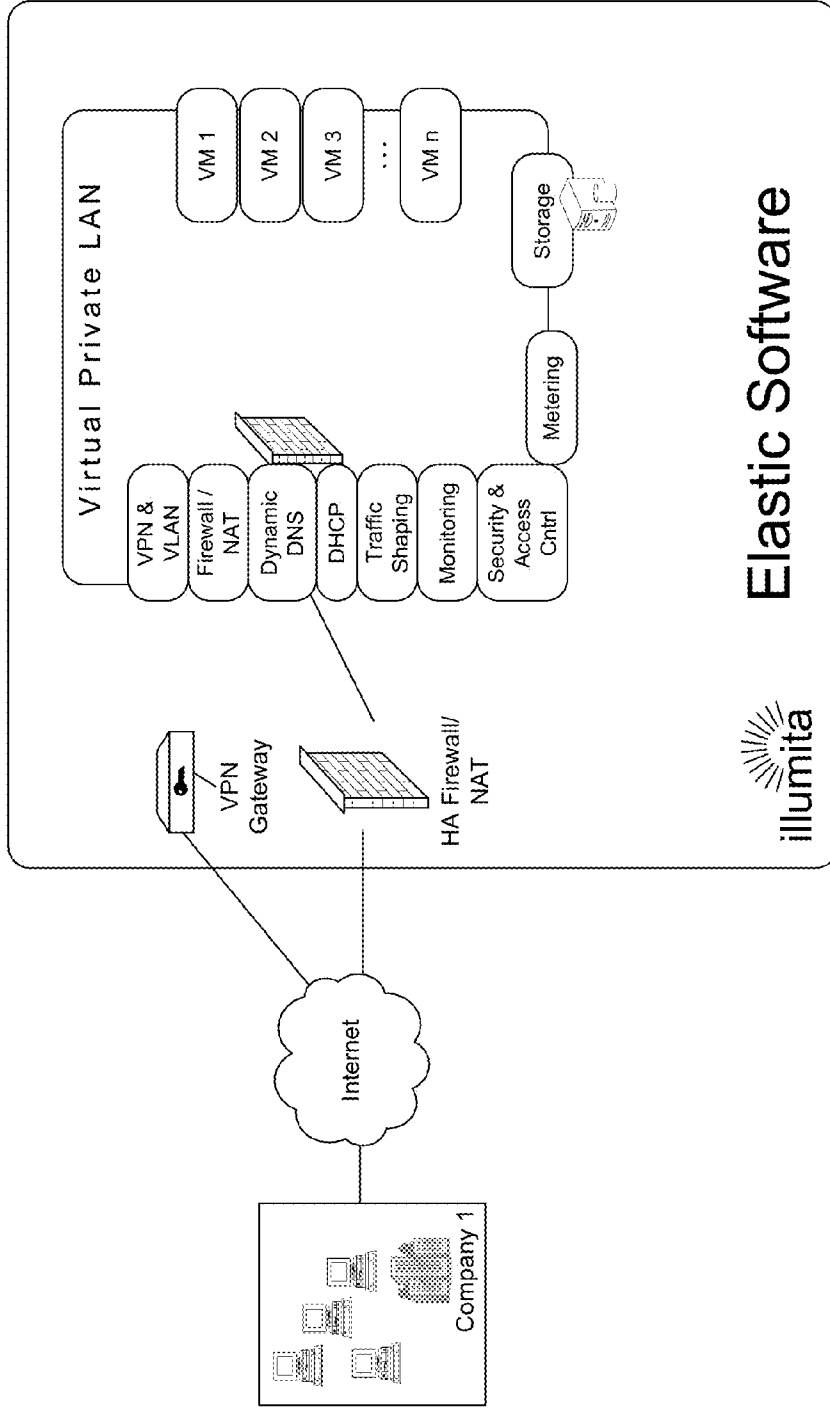 Company 1
Internet
VPN
Gateway
HA Firewall/
NAT
Virtual Private LAN
VPN &
VLAN
Firewall /
NAT
Dynamic
DNS
DHCP
Traffic
Shaping
Monitoring
Security &
Access
Cntrl
Metering
Storage
VM 1
VM 2
VM 3
...
VM n
illumita
Elastic Software